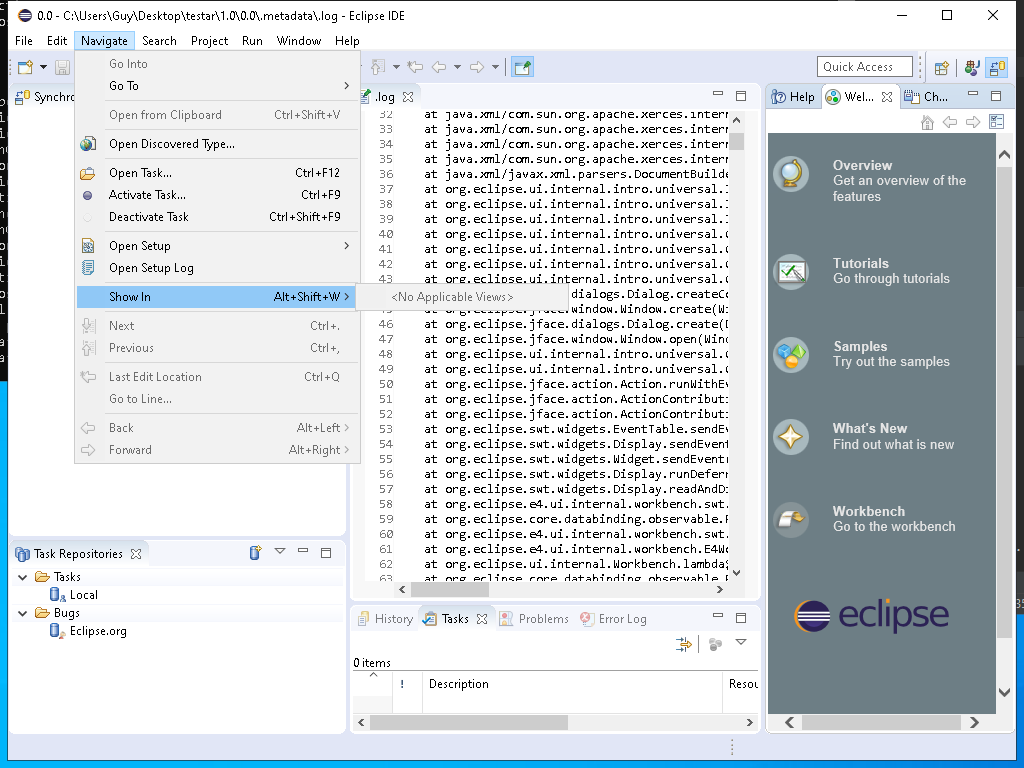 0.0 - C:\Users\Guy\Desktop\testar\1.0\0.0\.metadata\.log - Eclipse IDE
File Edit Navigate Search Project Run Window Help
Quick Access
Go Into
Go To
Open from Clipboard Ctrl+Shift+V
Open Discovered Type...
Open Task... Ctrl+F12
Activate Task... Ctrl+F9
Deactivate Task Ctrl+Shift+F9
Open Setup
Open Setup Log
Show In Alt+Shift+W
<No Applicable Views>
Next Ctrl+.
Previous Ctrl+,
Last Edit Location Ctrl+Q
Go to Line...
Back Alt+Left
Forward Alt+Right
Synchro
.log
32 at java.xml/com.sun.org.apache.xerces.intern
33 at java.xml/com.sun.org.apache.xerces.intern
34 at java.xml/com.sun.org.apache.xerces.intern
35 at java.xml/com.sun.org.apache.xerces.intern
36 at java.xml/javax.xml.parsers.DocumentBuilde
37 at org.eclipse.ui.internal.intro.universal.
38 at org.eclipse.ui.internal.intro.universal.
39 at org.eclipse.ui.internal.intro.universal.
40 at org.eclipse.ui.internal.intro.universal.
41 at org.eclipse.ui.internal.intro.universal.
42 at org.eclipse.ui.internal.intro.universal.
43 at org.eclipse.ui.internal.intro.universal.
dialogs.Dialog.createCo
at org.eclipse.jface.window.Window.create(Wi
46 at org.eclipse.jface.dialogs.Dialog.create(D
47 at org.eclipse.jface.window.Window.open(Wind
48 at org.eclipse.ui.internal.intro.universal.
49 at org.eclipse.ui.internal.intro.universal.
50 at org.eclipse.jface.action.Action.runWithEv
51 at org.eclipse.jface.action.ActionContributi
52 at org.eclipse.jface.action.ActionContributi
53 at org.eclipse.swt.widgets.EventTable.sendEv
54 at org.eclipse.swt.widgets.Display.sendEvent
55 at org.eclipse.swt.widgets.Widget.sendEvent
56 at org.eclipse.swt.widgets.Display.runDeferr
57 at org.eclipse.swt.widgets.Display.readAndDi
58 at org.eclipse.e4.ui.internal.workbench.swt.
59 at org.eclipse.core.databinding.observable.
60 at org.eclipse.e4.ui.internal.workbench.swt.
61 at org.eclipse.e4.ui.internal.workbench.E4Wo
62 at org.eclipse.ui.internal.Workbench.lambda$
63 at org.eclipse.core.databinding.observable.
Help Wel... Ch...
Overview
Get an overview of the
features
Tutorials
Go through tutorials
Samples
Try out the samples
What's New
Find out what is new
Workbench
Go to the workbench
eclipse
Task Repositories
Tasks
Local
Bugs
Eclipse.org
History Tasks Problems Error Log
0 items
! Description Resou